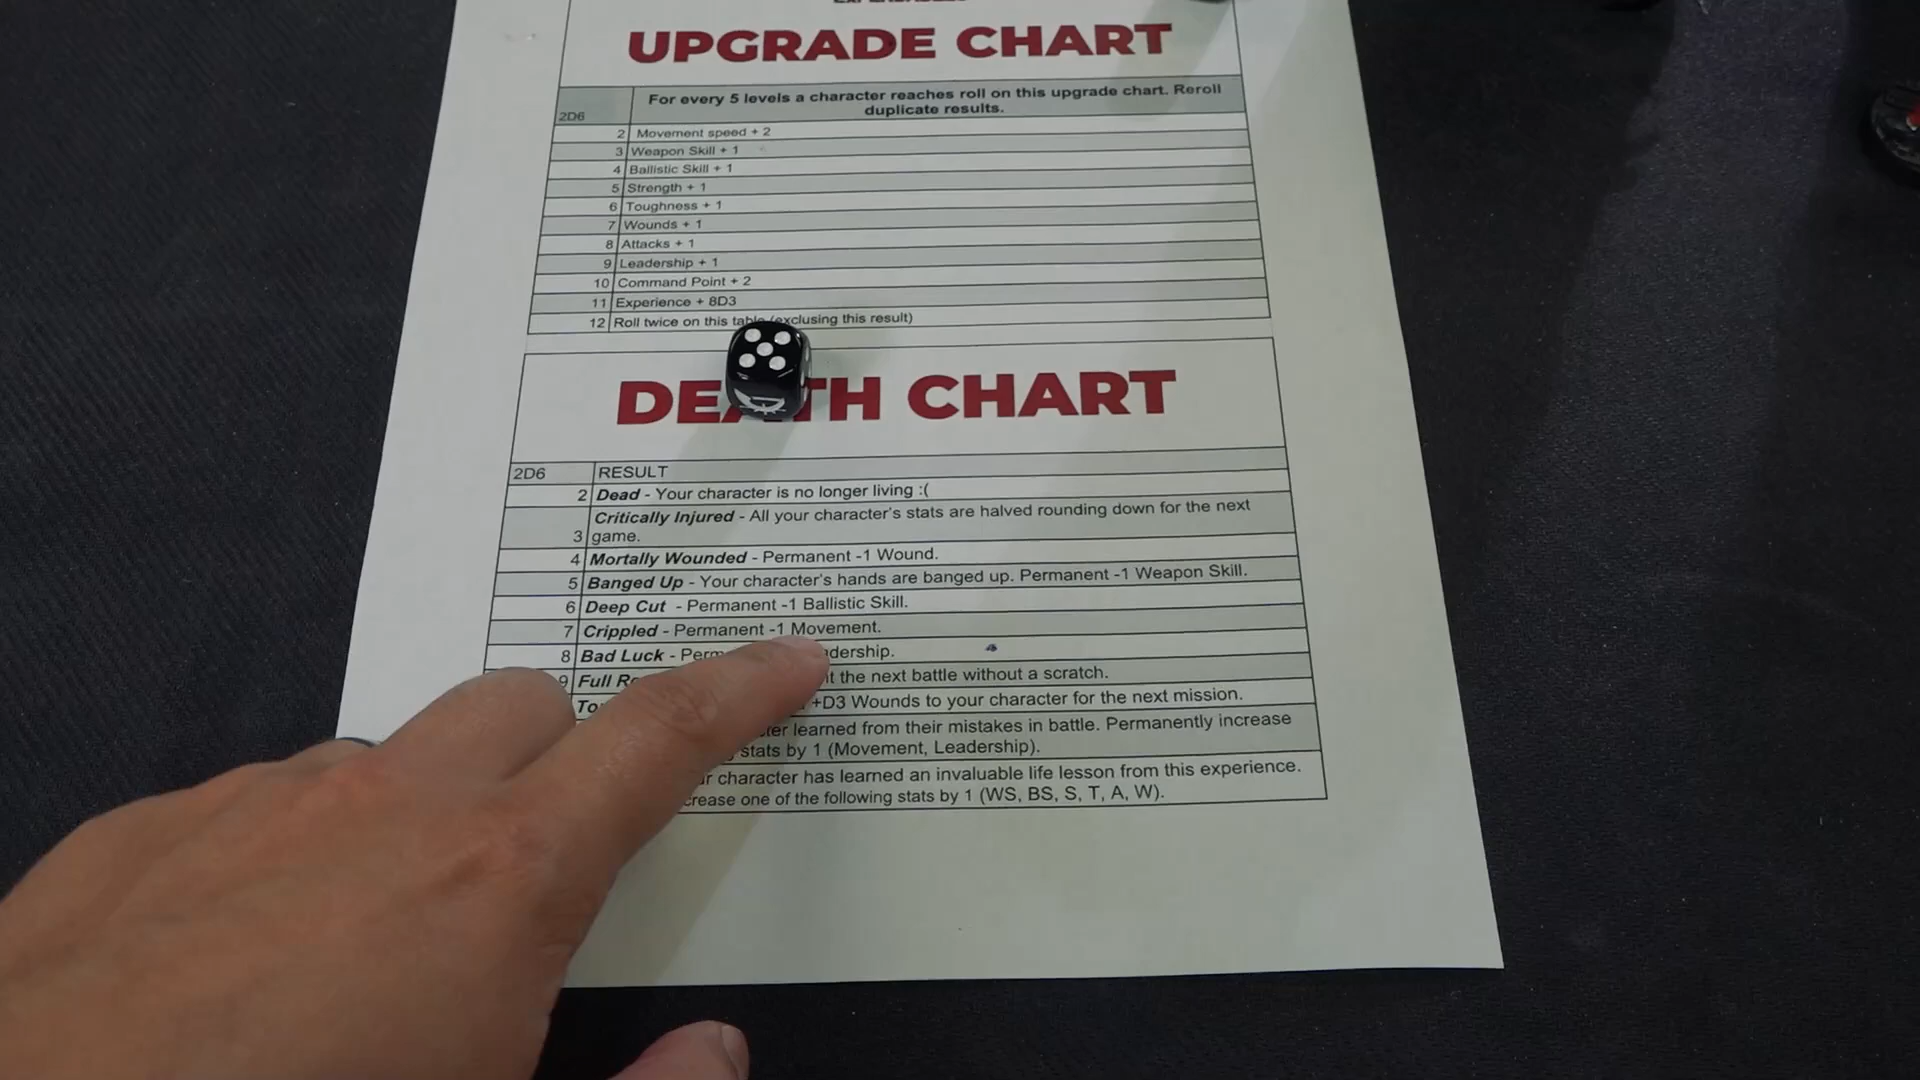 UPGRADE CHART
2D6
For every 5 levels a character reaches roll on this upgrade chart. Reroll
duplicate results.
2 Movement speed + 2
3 Weapon Skill + 1
4 Ballistic Skill + 1
5 Strength + 1
6 Toughness + 1
7 Wounds + 1
8 Attacks + 1
9 Leadership + 1
10 Command Point + 2
11 Experience + 8D3
12 Roll twice on this table (exclusing this result)
DEATH CHART
2D6 RESULT
2 Dead - Your character is no longer living :(
Critically Injured - All your character's stats are halved rounding down for the next
3 game.
4 Mortally Wounded - Permanent -1 Wound.
5 Banged Up - Your character's hands are banged up. Permanent -1 Weapon Skill.
6 Deep Cut - Permanent -1 Ballistic Skill.
7 Crippled - Permanent -1 Movement.
8 Bad Luck - dership.
9 Full the next battle without a scratch.
+D3 Wounds to your character for the next mission.
learned from their mistakes in battle. Permanently increase
stats by 1 (Movement, Leadership).
character has learned an invaluable life lesson from this experience.
crease one of the following stats by 1 (WS, BS, S, T, A, W).